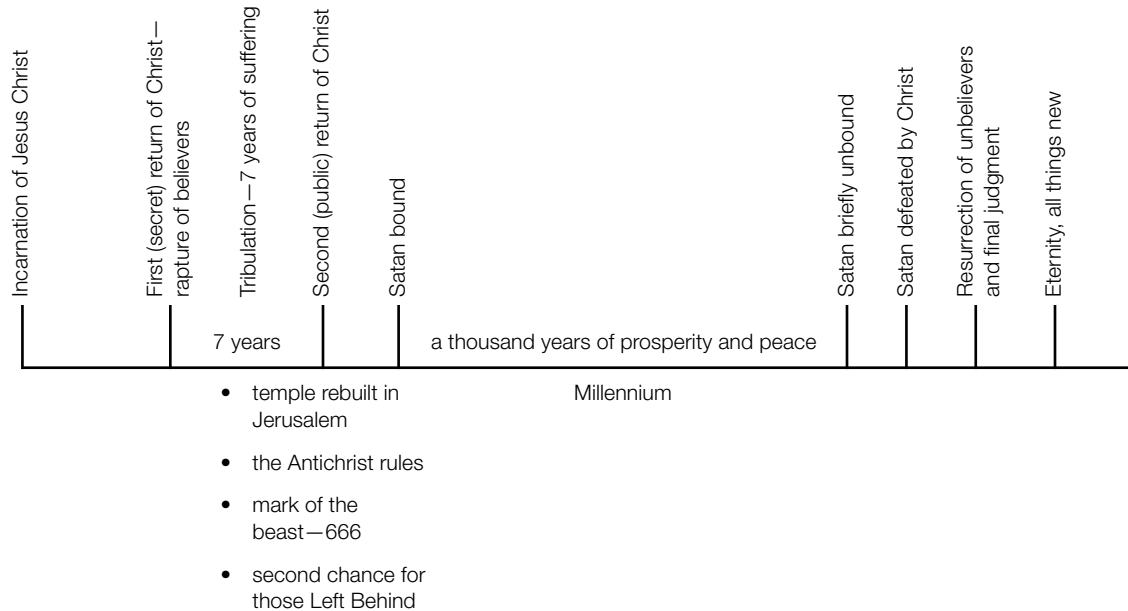 Incarnation of Jesus Christ
First (secret) return of Christ—
rapture of believers
Tribulation—7 years of suffering
Second (public) return of Christ
Satan bound
Satan briefly unbound
Satan defeated by Christ
Resurrection of unbelievers
and final judgment
Eternity, all things new
7 years
a thousand years of prosperity and peace
• temple rebuilt in
Jerusalem
• the Antichrist rules
• mark of the
beast—666
• second chance for
those Left Behind
Millennium